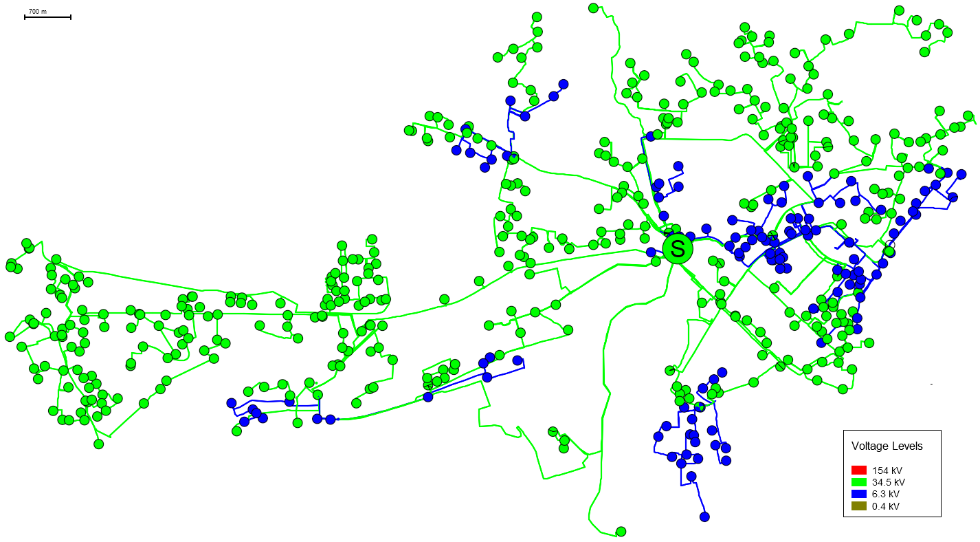 700 m
S
Voltage Levels
154 kV
34.5 kV
6.3 kV
0.4 kV